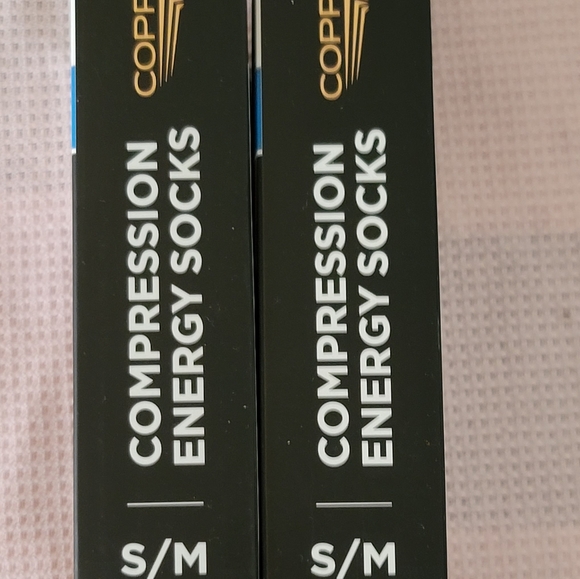 COMPRESSION
ENERGY SOCKS
S/M
COMPRESSION
ENERGY SOCKS
S/M